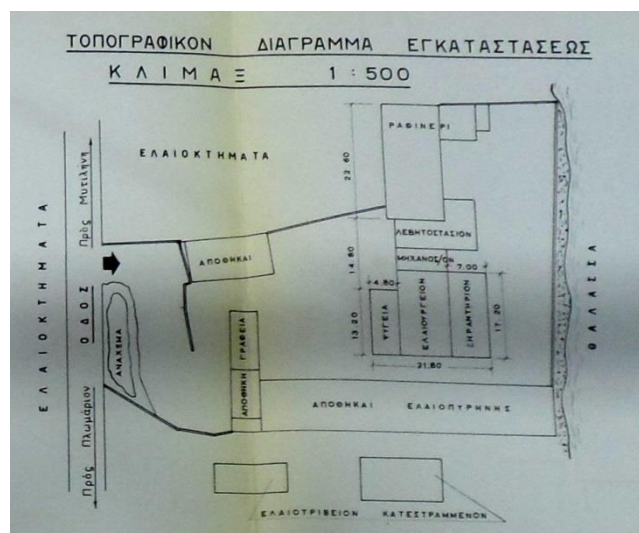 ΤΟΠΟΓΡΑΦΙΚΟΝ ΔΙΑΓΡΑΜΜΑ ΕΓΚΑΤΑΣΤΑΣΕΩΣ
ΚΛΙΜΑΞ 1:500
ΕΛΑΙΟΚΤΗΜΑΤΑ
Πρὸς Μυτιλήνη
ΟΔΟΣ
Πρὸς Πλωμάριον
ΕΛΑΙΟΚΤΗΜΑΤΑ
ΑΝΑΧΩΜΑ
ΑΠΟΘΗΚΑΙ
ΓΡΑΦΕΙΑ
ΑΠΟΘΗΚΗ
ΡΑΦΙΝΕΡΙ
22.60
ΛΕΒΗΤΟΣΤΑΣΙΟΝ
14.80
ΜΗΧΑΝΟΣ/ΟΝ
4.80
7.00
ΨΥΓΕΙΑ
ΕΛΑΙΟΥΡΓΕΙΟΝ
ΞΗΡΑΝΤΗΡΙΟΝ
13.20
17.20
21.80
ΑΠΟΘΗΚΑΙ ΕΛΑΙΟΠΥΡΗΝΗΣ
ΘΑΛΑΣΣΑ
ΕΛΑΙΟΤΡΙΒΕΙΟΝ ΚΑΤΕΣΤΡΑΜΜΕΝΟΝ